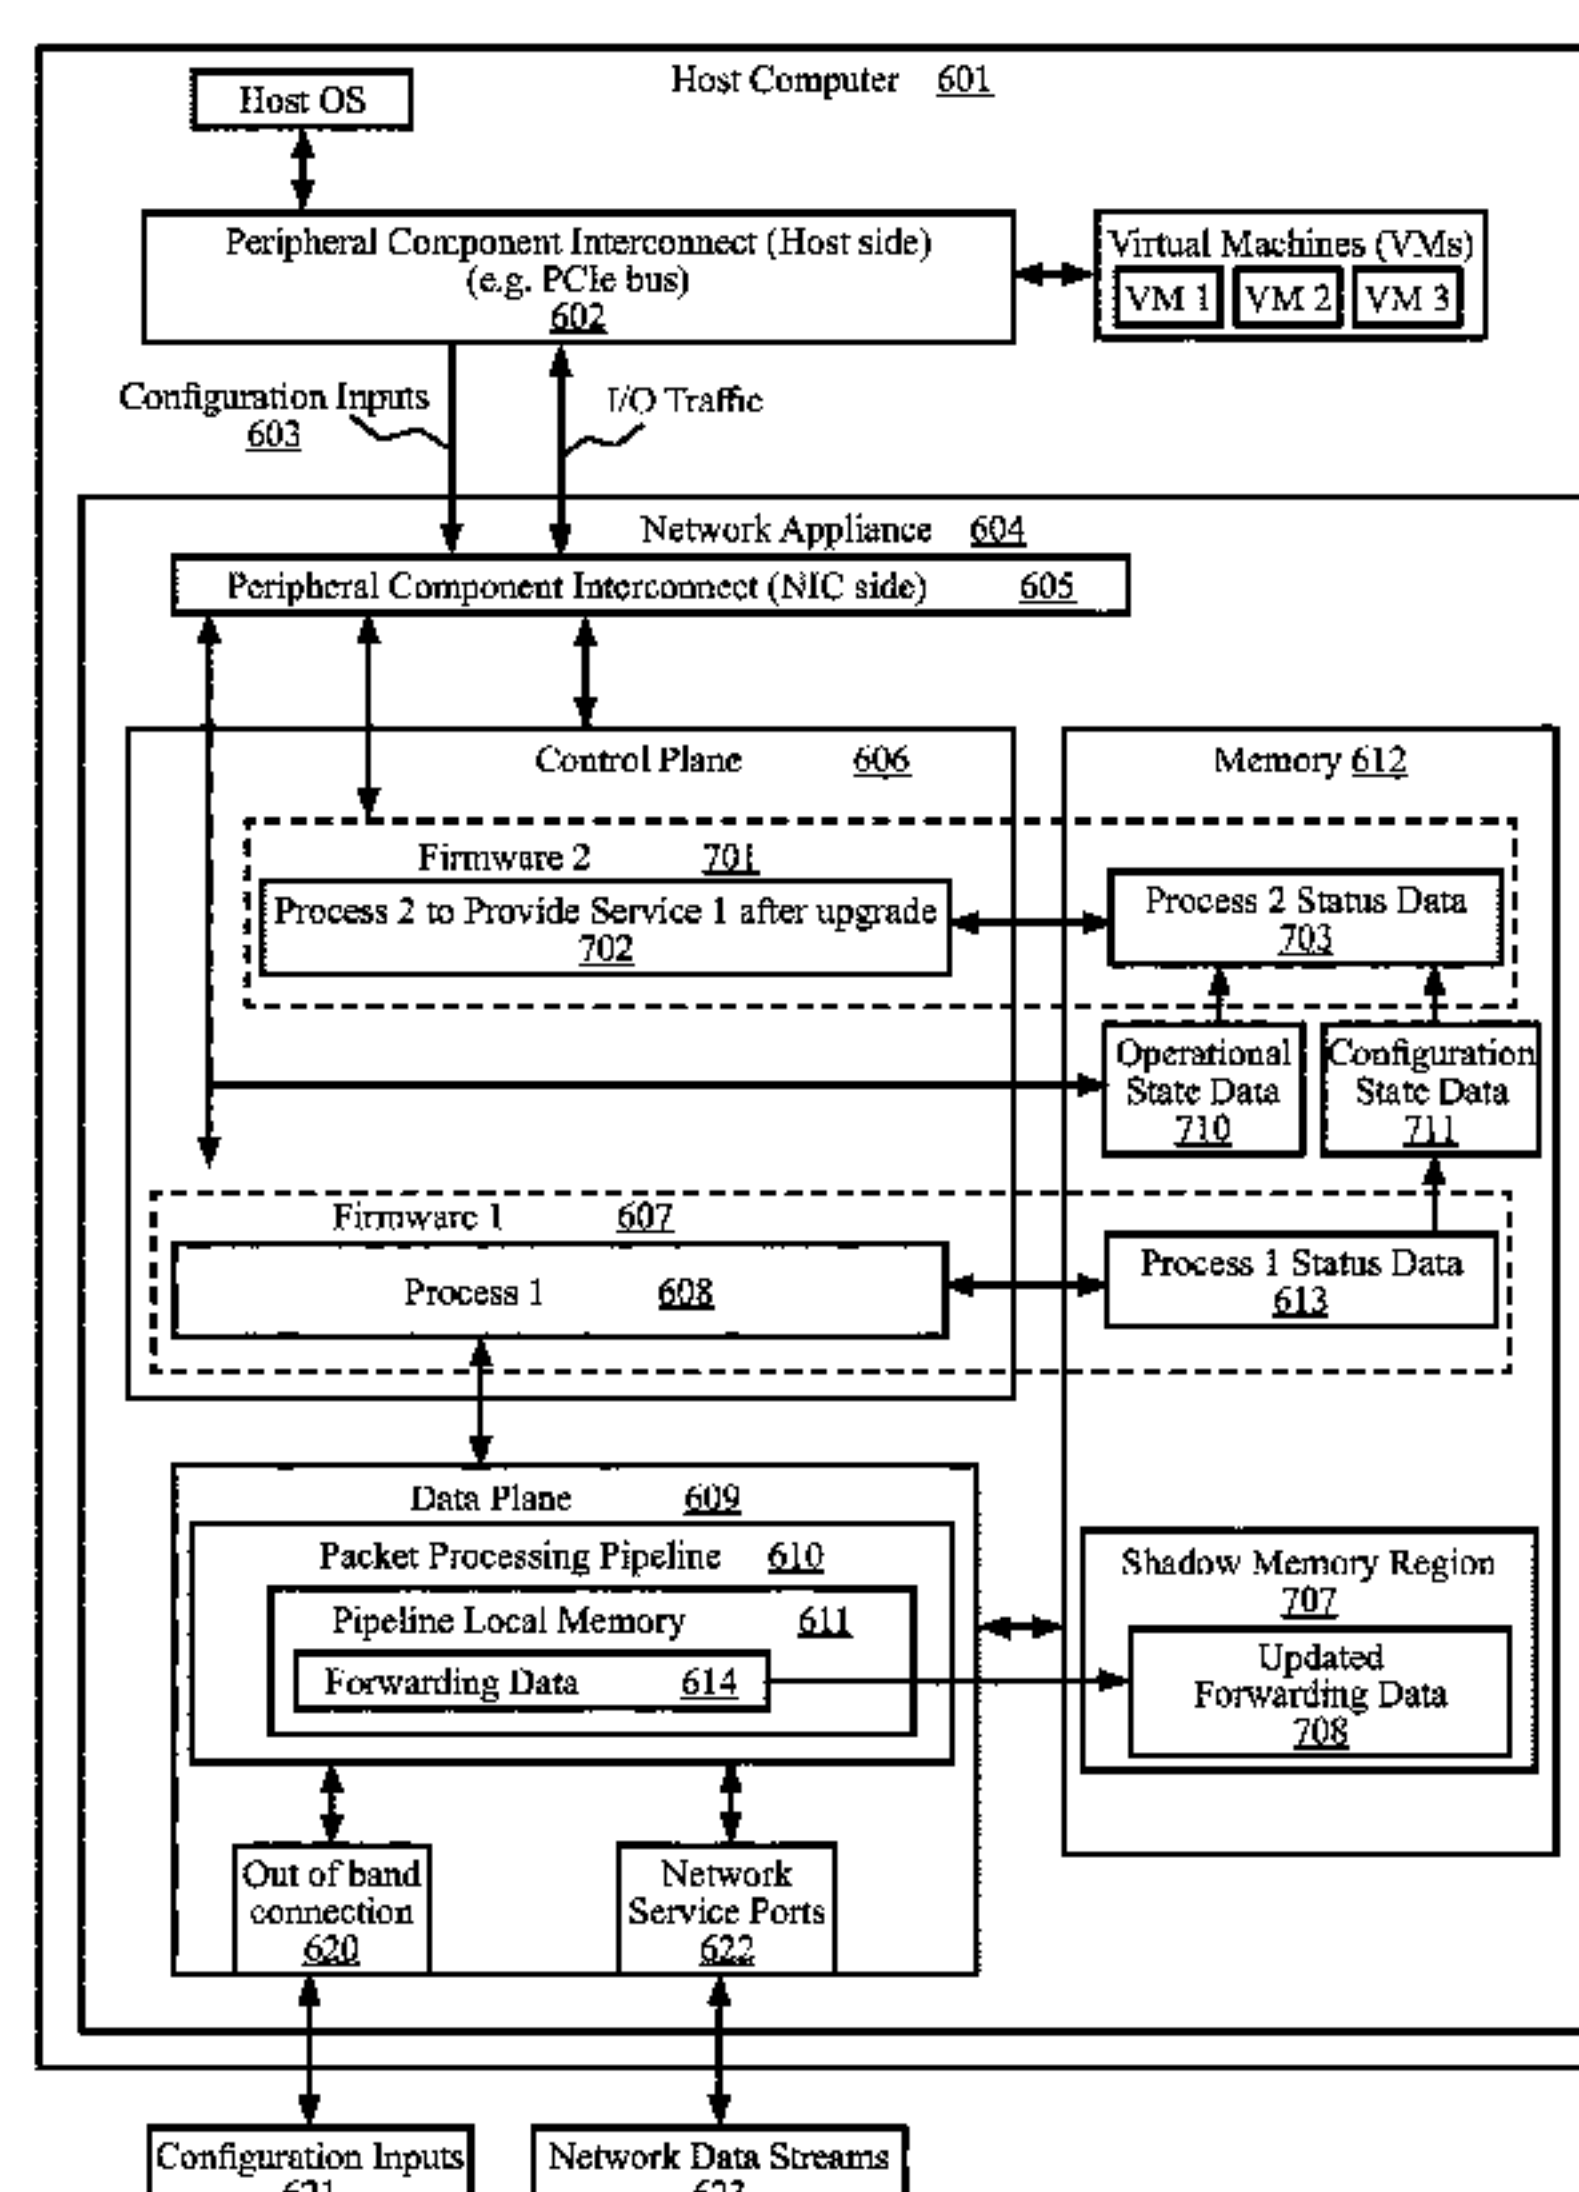 Host Computer 601
Host OS
Peripheral Component Interconnect (Host side)
(e.g. PCIe bus)
602
Virtual Machines (VMs)
VM 1 VM 2 VM 3
Configuration Inputs
603
I/O Traffic
Network Appliance 604
Peripheral Component Interconnect (NIC side) 605
Control Plane 606
Memory 612
Firmware 2 701
Process 2 to Provide Service 1 after upgrade
702
Process 2 Status Data
703
Operational
State Data
710
Configuration
State Data
711
Firmware 1 607
Process 1 608
Process 1 Status Data
613
Data Plane 609
Packet Processing Pipeline 610
Pipeline Local Memory 611
Forwarding Data 614
Shadow Memory Region
707
Updated
Forwarding Data
708
Out of band
connection
620
Network
Service Ports
622
Configuration Inputs
621
Network Data Streams
623